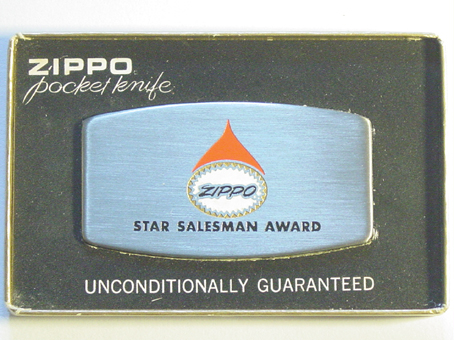 ZIPPO
pocket knife
ZIPPO
STAR SALESMAN AWARD
UNCONDITIONALLY GUARANTEED